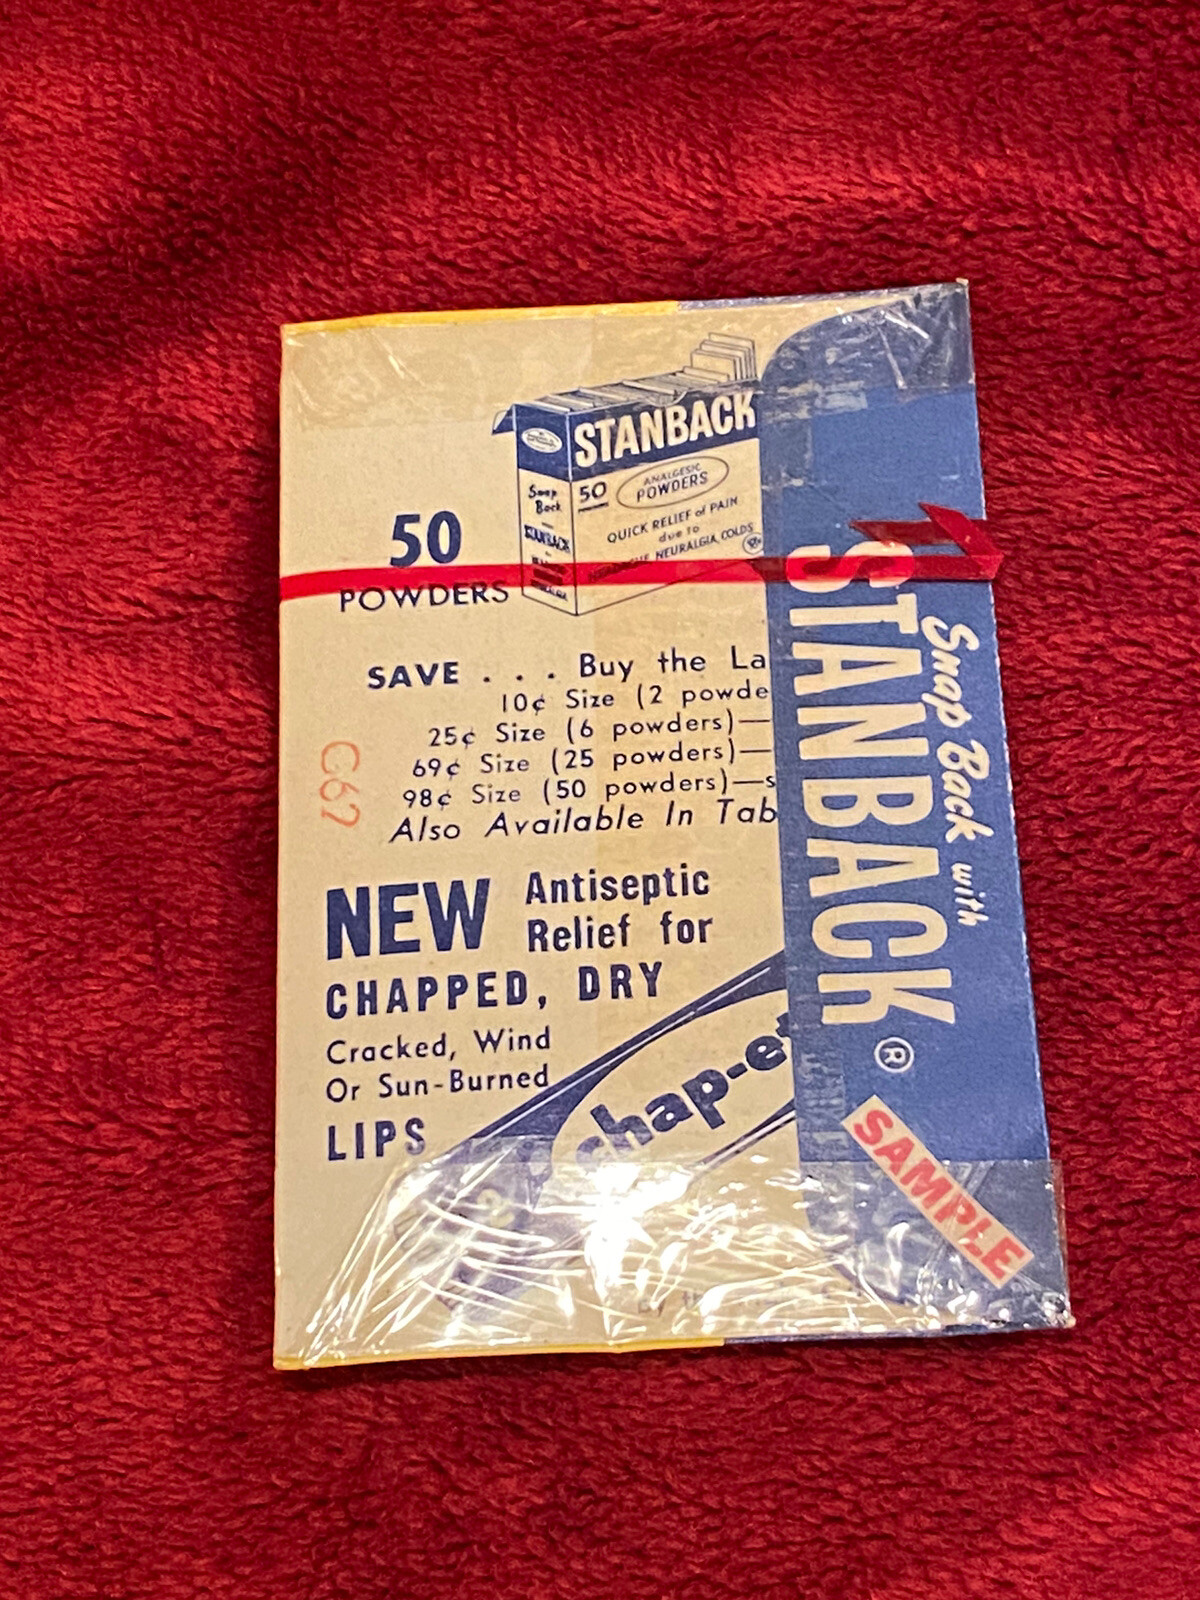 STANBACK
50
ANALGESIC
POWDERS
QUICK RELIEF of PAIN
due to
NEURALGIA, COLDS
Snap
Back
STANBACK
50
POWDERS
SAVE . . . Buy the La
10¢ Size (2 powde
25¢ Size (6 powders)—
69¢ Size (25 powders)—
98¢ Size (50 powders)—s
Also Available In Tab
C62
NEW Antiseptic
Relief for
CHAPPED, DRY
Cracked, Wind
Or Sun-Burned
LIPS
chap-e
Snap Back with
STANBACK®
SAMPLE